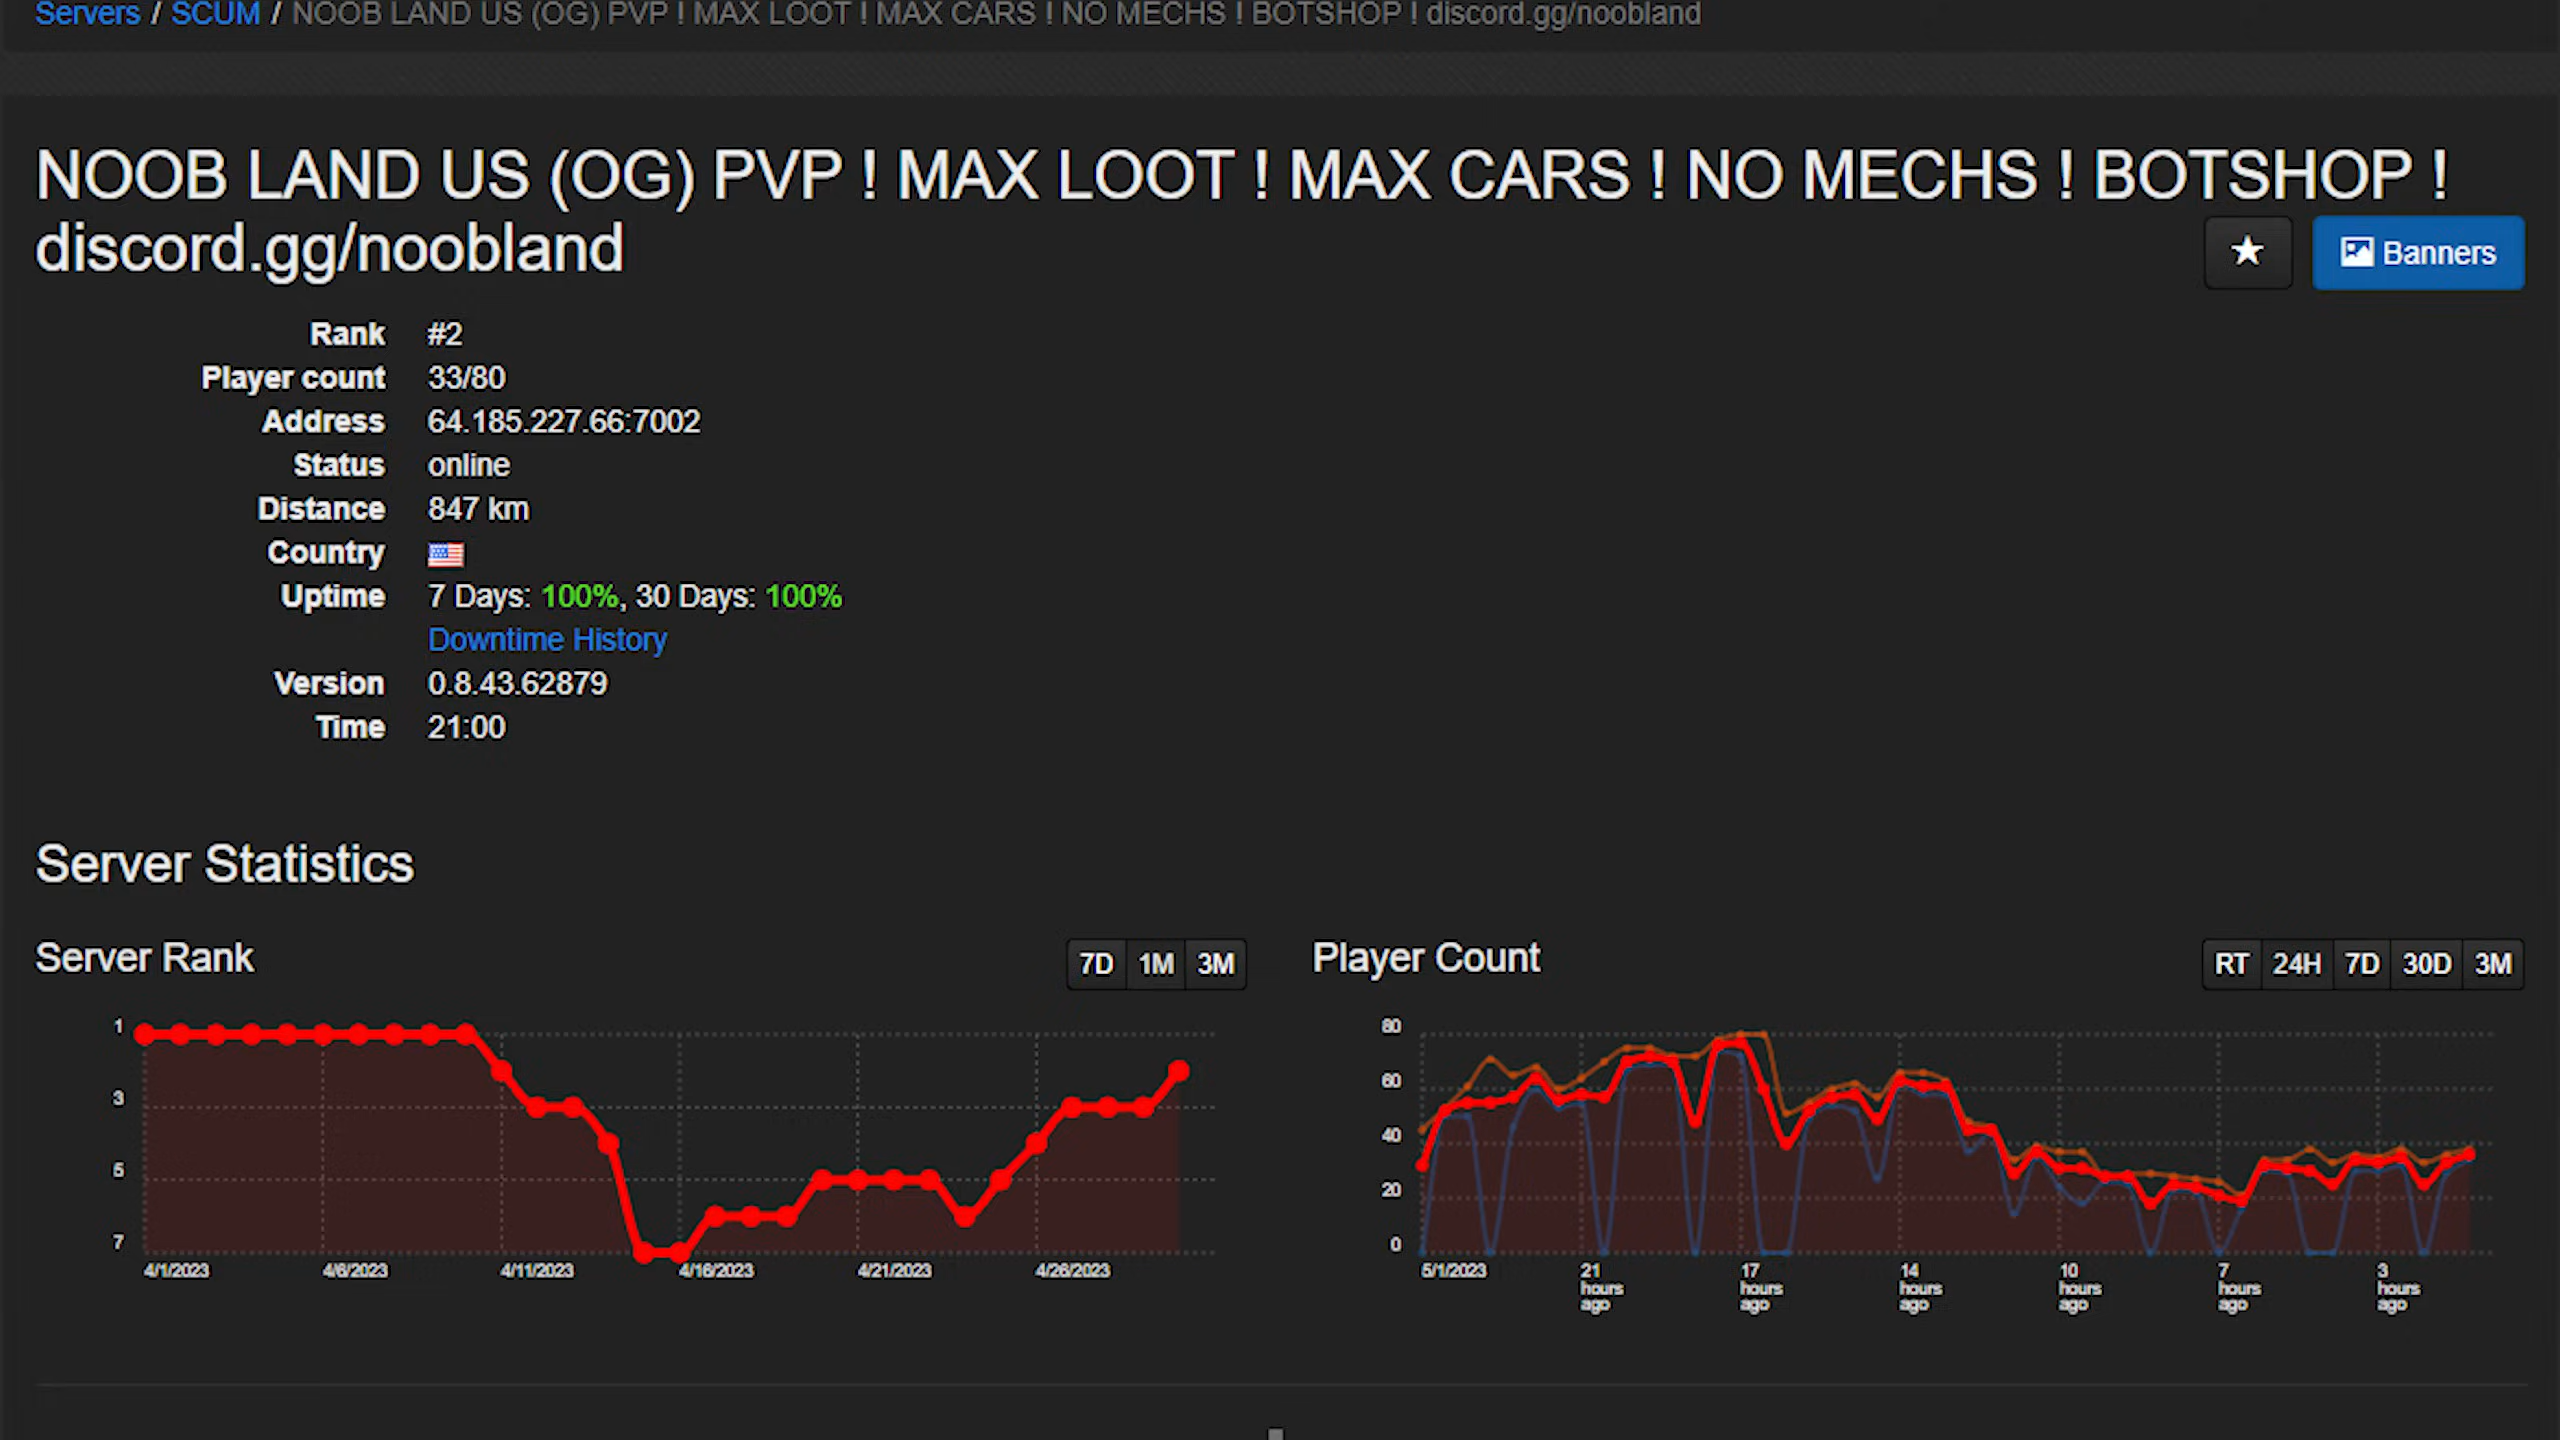 Servers / SCUM / NOOB LAND US (OG) PVP ! MAX LOOT ! MAX CARS ! NO MECHS ! BOTSHOP ! discord.gg/noobland
NOOB LAND US (OG) PVP ! MAX LOOT ! MAX CARS ! NO MECHS ! BOTSHOP !
discord.gg/noobland
Banners
Rank #2
Player count 33/80
Address 64.185.227.66:7002
Status online
Distance 847 km
Country
Uptime 7 Days: 100%, 30 Days: 100%
Downtime History
Version 0.8.43.62879
Time 21:00
Server Statistics
Server Rank
7D 1M 3M
1
3
5
7
4/1/2023 4/6/2023 4/11/2023 4/16/2023 4/21/2023 4/26/2023
Player Count
RT 24H 7D 30D 3M
80
60
40
20
0
5/1/2023 21 17 14 10 7 3
hours hours hours hours hours hours
ago ago ago ago ago ago